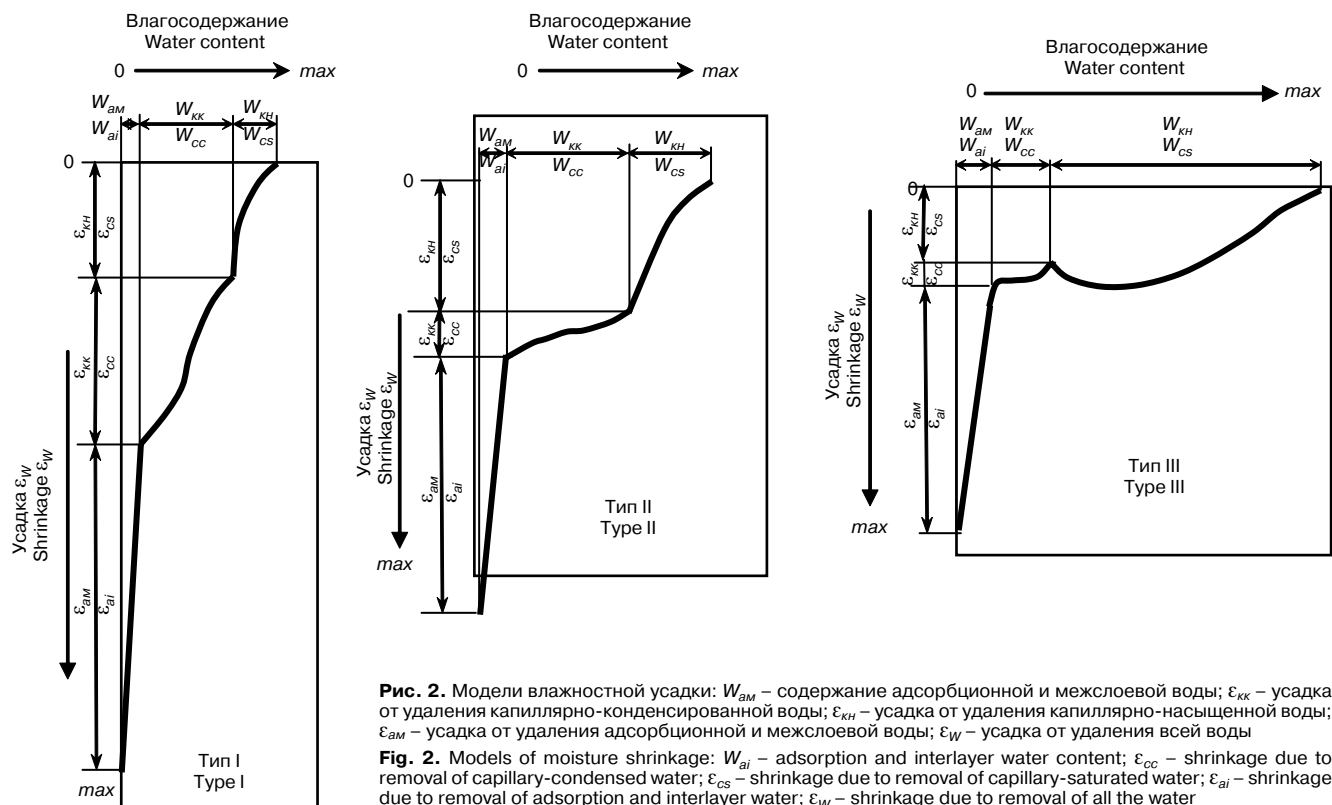 Влагосодержание
Water content
0 max
W_ам W_кк W_кн
W_ai W_cc W_cs
0
ε_кн ε_cs
ε_кк ε_cc
ε_ам ε_ai
Усадка ε_W
Shrinkage ε_W
max
Тип I
Type I
Влагосодержание
Water content
0 max
W_ам W_кк W_кн
W_ai W_cc W_cs
0
ε_кн ε_cs
ε_кк ε_cc
ε_ам ε_ai
Усадка ε_W
Shrinkage ε_W
max
Тип II
Type II
Влагосодержание
Water content
0 max
W_ам W_кк W_кн
W_ai W_cc W_cs
0
ε_кн ε_cs
ε_кк ε_cc
ε_ам ε_ai
Усадка ε_W
Shrinkage ε_W
max
Тип III
Type III
Рис. 2. Модели влажностной усадки: W_ам – содержание адсорбционной и межслоевой воды; ε_кк – усадка
от удаления капиллярно-конденсированной воды; ε_кн – усадка от удаления капиллярно-насыщенной воды;
ε_ам – усадка от удаления адсорбционной и межслоевой воды; ε_W – усадка от удаления всей воды
Fig. 2. Models of moisture shrinkage: W_ai – adsorption and interlayer water content; ε_cc – shrinkage due to
removal of capillary-condensed water; ε_cs – shrinkage due to removal of capillary-saturated water; ε_ai – shrinkage
due to removal of adsorption and interlayer water; ε_W – shrinkage due to removal of all the water